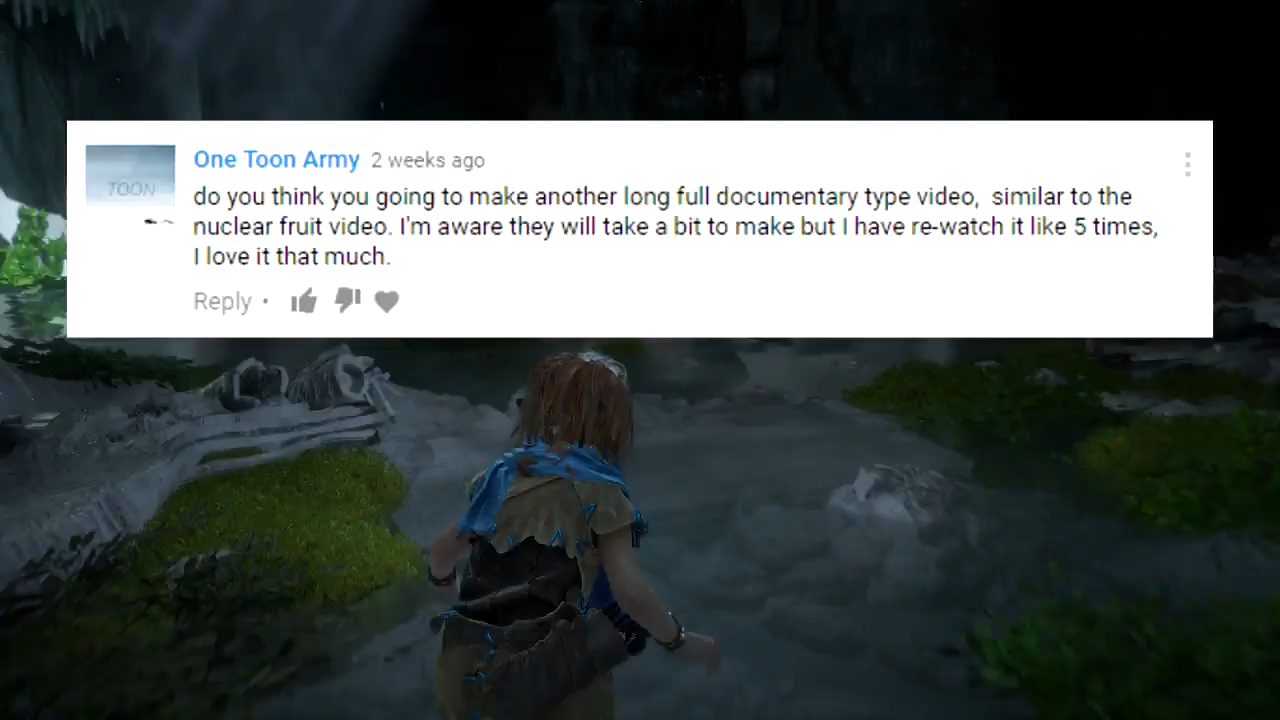 One Toon Army 2 weeks ago
TOON
do you think you going to make another long full documentary type video,  similar to the
nuclear fruit video. I'm aware they will take a bit to make but I have re-watch it like 5 times,
I love it that much.
Reply •